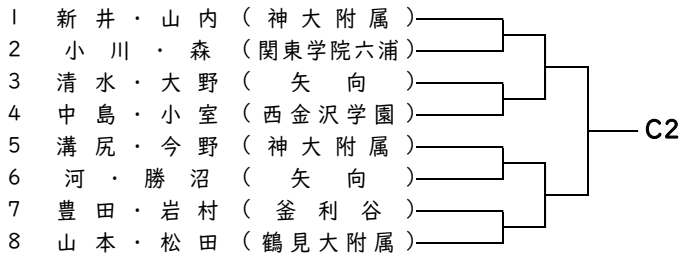 1 新井・山内 (神大附属)
2 小川・森 (関東学院六浦)
3 清水・大野 (矢向)
4 中島・小室 (西金沢学園)
C2
5 溝尻・今野 (神大附属)
6 河・勝沼 (矢向)
7 豊田・岩村 (釜利谷)
8 山本・松田 (鶴見大附属)